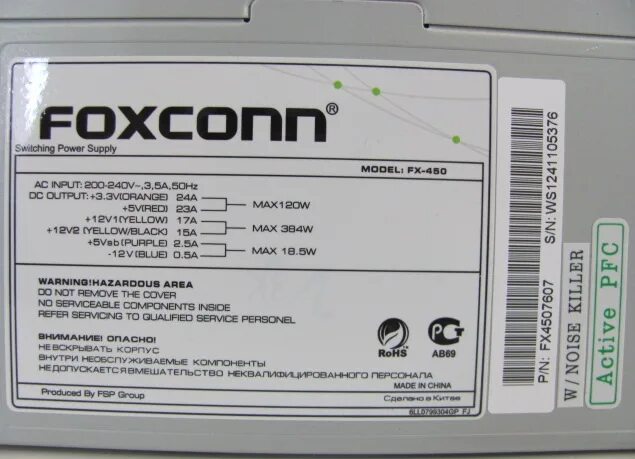 FOXCONN®
Switching Power Supply
MODEL: FX-450
AC INPUT: 200-240V~,3,5A,50Hz
DC OUTPUT: +3.3V(ORANGE) 24A
+5V(RED) 23A
MAX120W
+12V1(YELLOW) 17A
+12V2 (YELLOW/BLACK) 15A
MAX 384W
+5Vsb (PURPLE) 2.5A
-12V (BLUE) 0.5A
MAX 18.5W
WARNING!HAZARDOUS AREA
DO NOT REMOVE THE COVER
NO SERVICEABLE COMPONENTS INSIDE
REFER SERVICING TO QUALIFIED SERVICE PERSONEL
ВНИМАНИЕ! ОПАСНО!
НЕ ВСКРЫВАТЬ КОРПУС
ВНУТРИ НЕОБСЛУЖИВАЕМЫЕ КОМПОНЕНТЫ
НЕ ДОПУСКАЕТСЯ ВМЕШАТЕЛЬСТВО НЕКВАЛИФИЦИРОВАННОГО ПЕРСОНАЛА
RoHS
РСТ
АВ69
MADE IN CHINA
Produced By FSP Group
Сделано в Китае
6LL0799304GP FJ
S/N: WS1241105376
P/N: FX4507607
W/NOISE KILLER
Active PFC